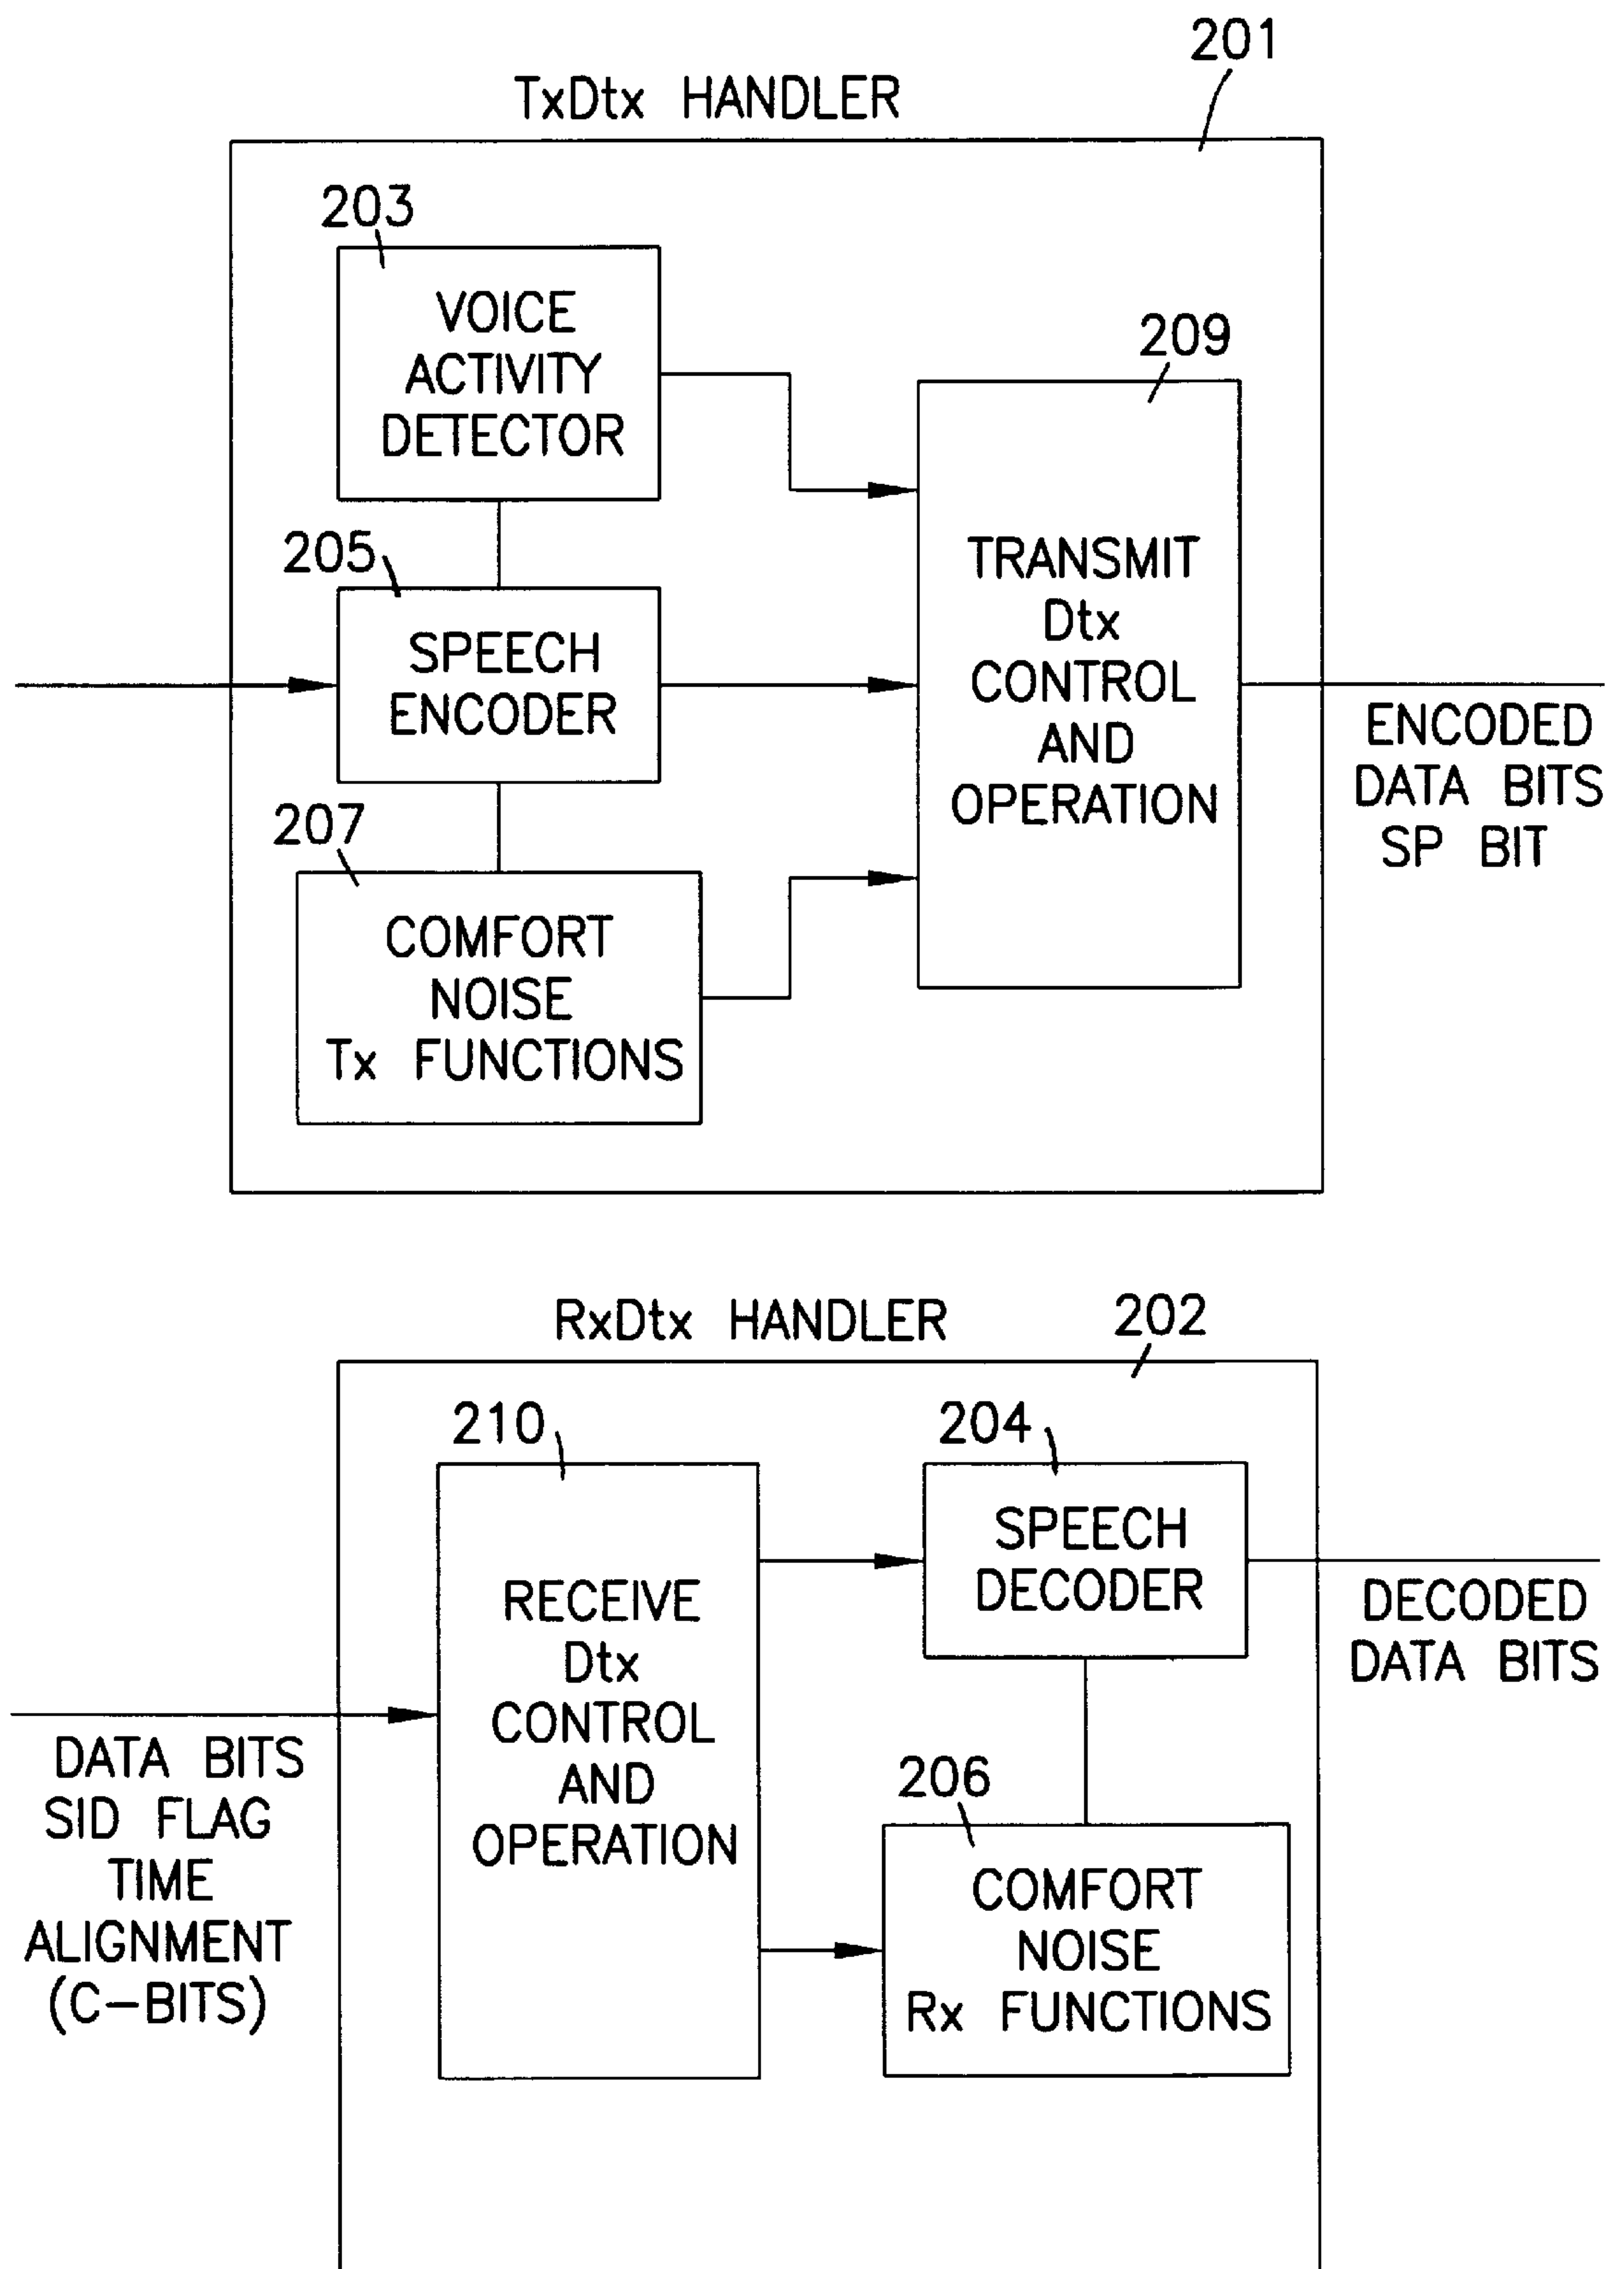 201
TxDtx HANDLER
203
VOICE
ACTIVITY
DETECTOR
209
205
SPEECH
ENCODER
TRANSMIT
Dtx
CONTROL
AND
OPERATION
ENCODED
DATA BITS
SP BIT
207
COMFORT
NOISE
Tx FUNCTIONS
RxDtx HANDLER
202
210
RECEIVE
Dtx
CONTROL
AND
OPERATION
204
SPEECH
DECODER
DECODED
DATA BITS
DATA BITS
SID FLAG
TIME
ALIGNMENT
(C-BITS)
206
COMFORT
NOISE
Rx FUNCTIONS